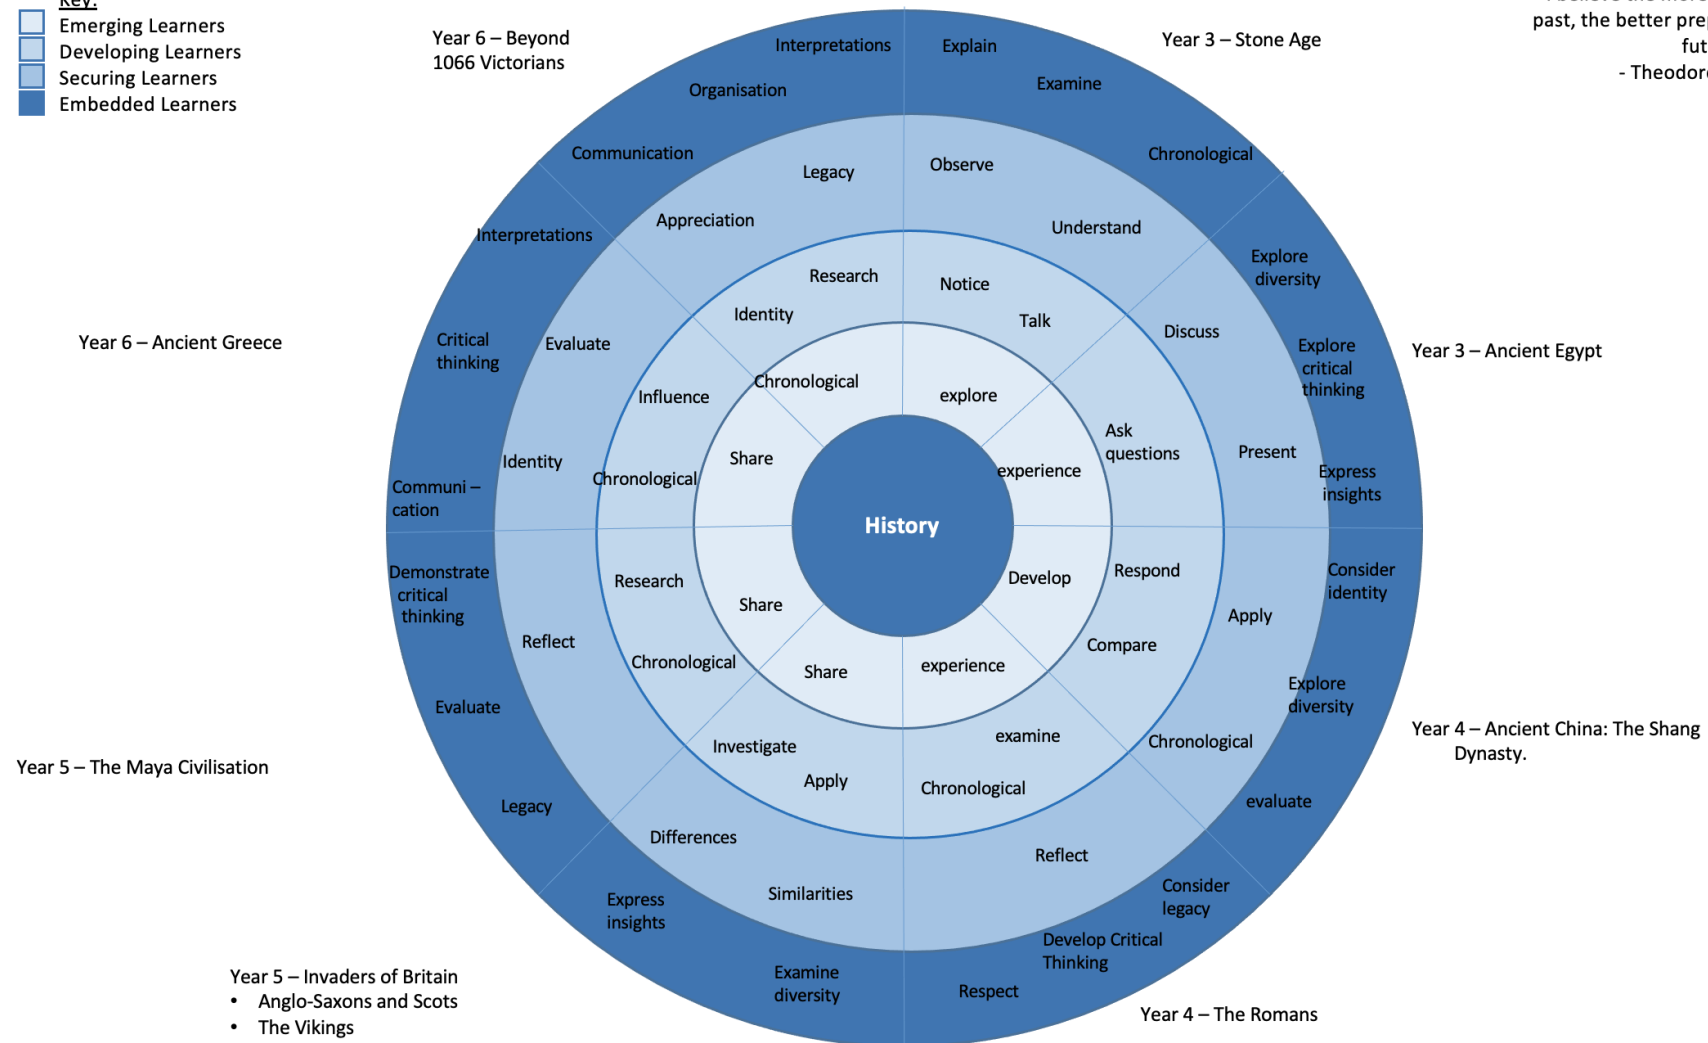 Key:
Emerging Learners
Developing Learners
Securing Learners
Embedded Learners
past, the better
- Theodore
Year 6 – Beyond
1066 Victorians
Year 3 – Stone Age
Year 6 – Ancient Greece
Year 3 – Ancient Egypt
Year 5 – The Maya Civilisation
Year 4 – Ancient China: The Shang
Dynasty.
Year 5 – Invaders of Britain
• Anglo-Saxons and Scots
• The Vikings
Year 4 – The Romans
History
Explain
Examine
Chronological
Observe
Understand
Notice
Talk
explore
Explore
diversity
Explore
critical
thinking
Express
insights
Discuss
Present
Ask
questions
experience
Consider
identity
Explore
diversity
evaluate
Apply
Chronological
Respond
Compare
Develop
Consider
legacy
Develop Critical
Thinking
Respect
Reflect
examine
Chronological
experience
Examine
diversity
Express
insights
Differences
Similarities
Investigate
Apply
Share
Demonstrate
critical
thinking
Evaluate
Legacy
Reflect
Research
Chronological
Share
Interpretations
Critical
thinking
Communi –
cation
Evaluate
Identity
Influence
Chronological
Share
Interpretations
Organisation
Communication
Legacy
Appreciation
Research
Identity
Chronological